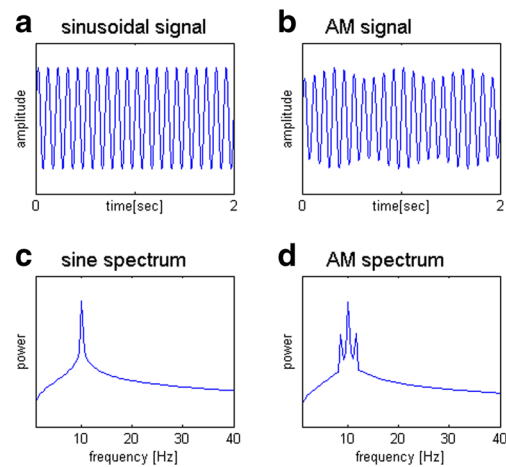 a sinusoidal signal
amplitude
0 time[sec] 2
b AM signal
amplitude
0 time[sec] 2
c sine spectrum
power
10 20 30 40
frequency [Hz]
d AM spectrum
power
10 20 30 40
frequency [Hz]